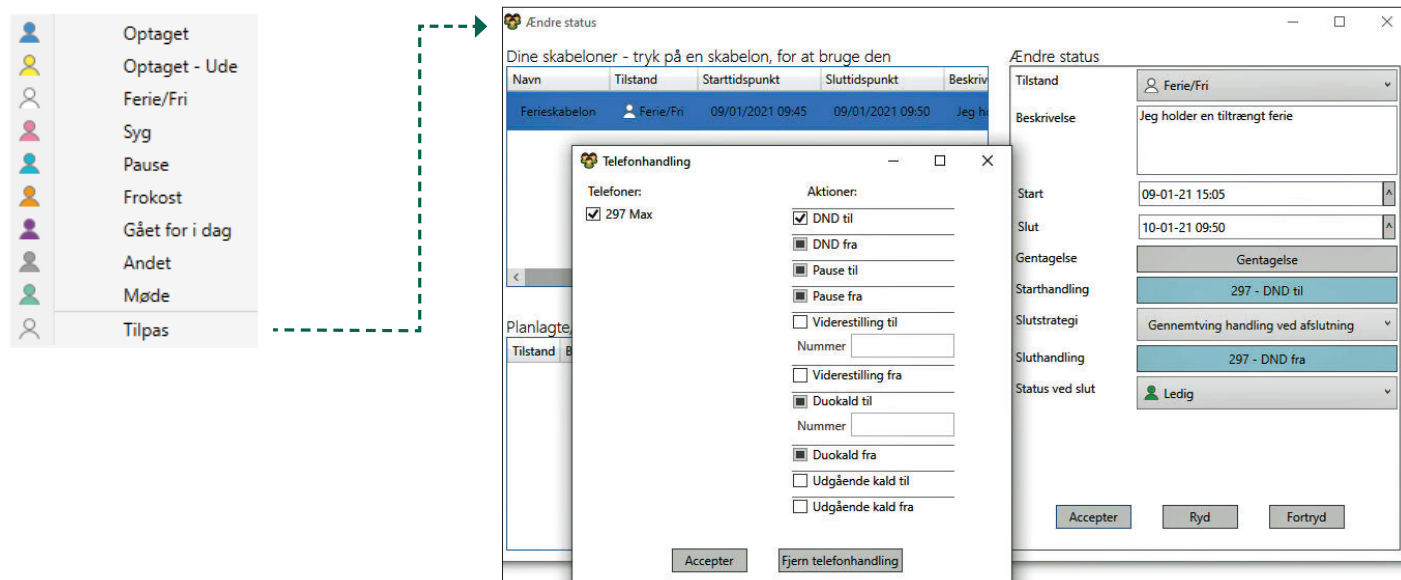 Optaget
Optaget - Ude
Ferie/Fri
Syg
Pause
Frokost
Gået for i dag
Andet
Møde
Tilpas
Ændre status
Dine skabeloner - tryk på en skabelon, for at bruge den
Navn Tilstand Starttidspunkt Sluttidspunkt Beskriv
Ferieskabelon Ferie/Fri 09/01/2021 09:45 09/01/2021 09:50 Jeg h
Planlagte,
Tilstand B
Telefonhandling
Telefoner:
297 Max
Aktioner:
DND til
DND fra
Pause til
Pause fra
Viderestilling til
Nummer
Viderestilling fra
Duokald til
Nummer
Duokald fra
Udgående kald til
Udgående kald fra
Accepter Fjern telefonhandling
Ændre status
Tilstand Ferie/Fri
Beskrivelse Jeg holder en tiltrængt ferie
Start 09-01-21 15:05
Slut 10-01-21 09:50
Gentagelse Gentagelse
Starthandling 297 - DND til
Slutstrategi Gennemtving handling ved afslutning
Sluthandling 297 - DND fra
Status ved slut Ledig
Accepter Ryd Fortryd